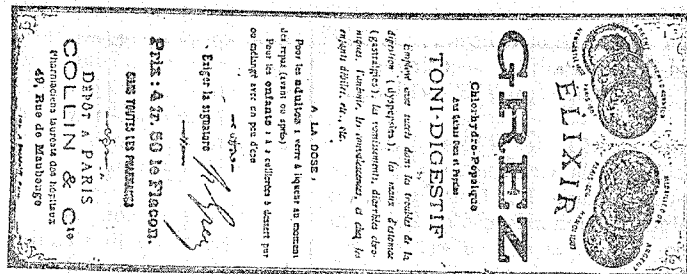 ÉLIXIR
GREZ
Chlorhydro-Pepsique
TONI-DIGESTIF
Employé avec succès dans les troubles de la
digestion (dyspepsies), les maux d'estomac
(gastralgies), les vomissements, diarrhées chro-
niques, l'anémie, les convalescences, et chez les
enfants débiles, etc., etc.
A LA DOSE :
Pour les adultes : 1 verre à liqueur au moment
des repas (avant ou après)
Pour les enfants : 1 à 2 cuillerées à dessert par
ou mélangé avec un peu d'eau
Exiger la signature
Prix: 4 fr. 50 le Flacon.
DANS TOUTES LES PHARMACIES
DÉPÔT A PARIS
COLLIN & Cie
Pharmaciens lauréats des Hôpitaux
49, Rue de Maubeuge